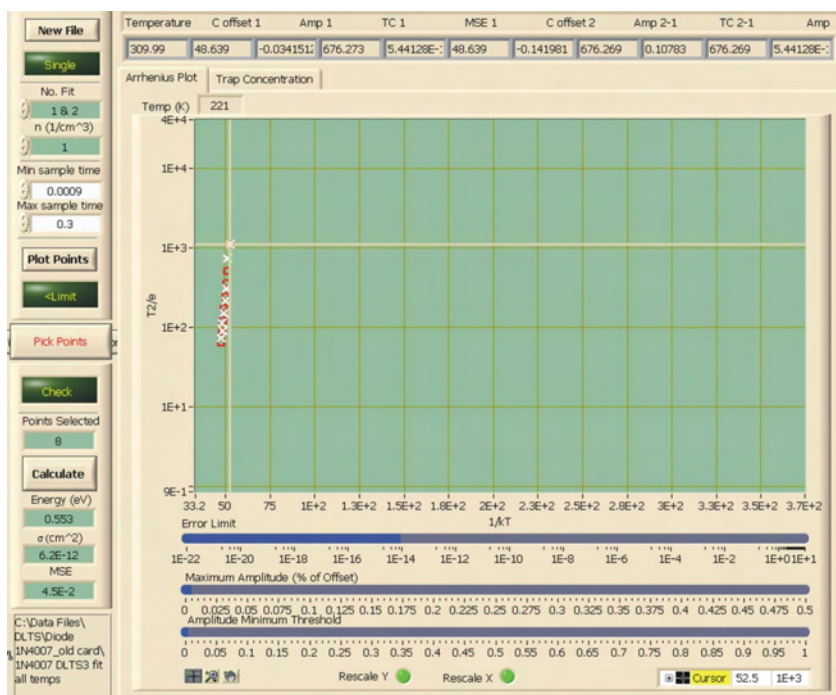 New File
Single
No. Fit
1 & 2
n (1/cm^3)
1
Min sample time
0.0009
Max sample time
0.3
Plot Points
<Limit
Pick Points
Check
Points Selected
8
Calculate
Energy (eV)
0.553
σ(cm^2)
6.2E-12
MSE
4.5E-2
C:\Data Files\
DLTS\Diode
1N4007_old card\
1N4007 DLTS3 fit
all temps
Temperature C offset 1 Amp 1 TC 1 MSE 1 C offset 2 Amp 2-1 TC 2-1 Amp
309.99 48.639 -0.0341512 676.273 5.44128E-: 48.639 -0.141981 676.269 0.10783 676.269 5.44128E-:
Arrhenius Plot Trap Concentration
Temp (K) 221
4E+4
1E+4
1E+3
1E+2
1E+1
9E-1
T2/e
33.2 50 75 1E+2 1.3E+2 1.5E+2 1.8E+2 2E+2 2.3E+2 2.5E+2 2.8E+2 3E+2 3.3E+2 3.5E+2 3.7E+2
1/kT
Error Limit
1E-22 1E-20 1E-18 1E-16 1E-14 1E-12 1E-10 1E-8 1E-6 1E-4 1E-2 1E+01E+1
Maximum Amplitude (% of Offset)
0 0.025 0.05 0.075 0.1 0.125 0.15 0.175 0.2 0.225 0.25 0.275 0.3 0.325 0.35 0.375 0.4 0.425 0.45 0.475 0.5
Amplitude Minimum Threshold
0 0.05 0.1 0.15 0.2 0.25 0.3 0.35 0.4 0.45 0.5 0.55 0.6 0.65 0.7 0.75 0.8 0.85 0.9 0.95 1
Rescale Y Rescale X Cursor 52.5 1E+3